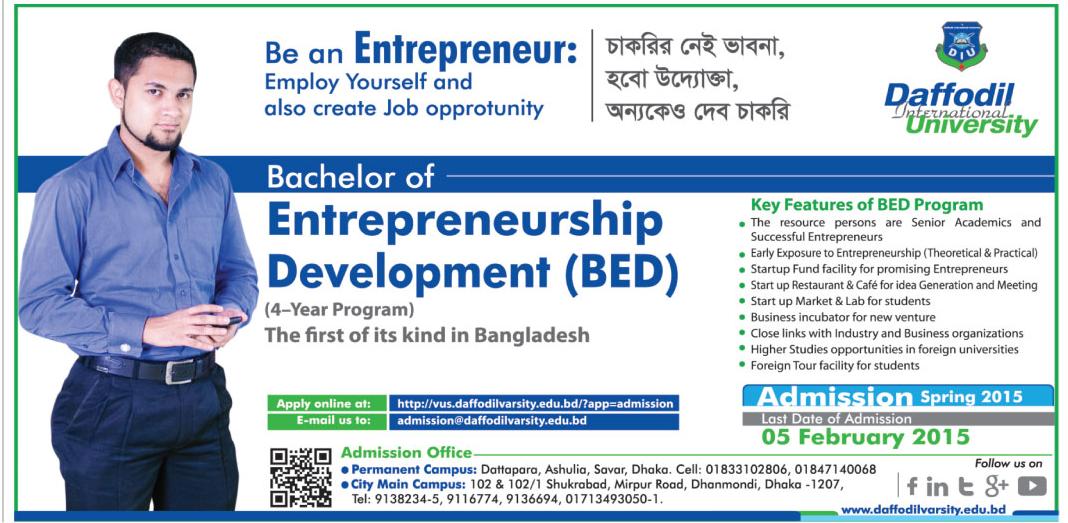 Be an Entrepreneur:
Employ Yourself and
also create Job opprotunity
চাকরির নেই ভাবনা,
হবো উদ্যোক্তা,
অন্যকেও দেব চাকরি
DIU
Daffodil
International
University
Bachelor of
Entrepreneurship
Development (BED)
(4–Year Program)
The first of its kind in Bangladesh
Key Features of BED Program
The resource persons are Senior Academics and
Successful Entrepreneurs
Early Exposure to Entrepreneurship (Theoretical & Practical)
Startup Fund facility for promising Entrepreneurs
Start up Restaurant & Café for idea Generation and Meeting
Start up Market & Lab for students
Business incubator for new venture
Close links with Industry and Business organizations
Higher Studies opportunities in foreign universities
Foreign Tour facility for students
Apply online at: http://vus.daffodilvarsity.edu.bd/?app=admission
E-mail us to: admission@daffodilvarsity.edu.bd
Admission Spring 2015
Last Date of Admission
05 February 2015
Admission Office
Permanent Campus: Dattapara, Ashulia, Savar, Dhaka. Cell: 01833102806, 01847140068
City Main Campus: 102 & 102/1 Shukrabad, Mirpur Road, Dhanmondi, Dhaka -1207,
Tel: 9138234-5, 9116774, 9136694, 01713493050-1.
Follow us on
www.daffodilvarsity.edu.bd